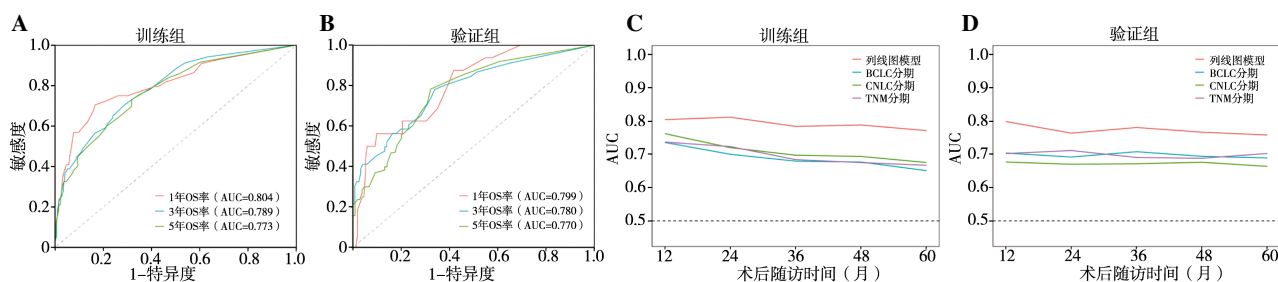 A
训练组
1.0
0.8
0.6
0.4
0.2
0
敏感度
1年OS率（AUC=0.804）
3年OS率（AUC=0.789）
5年OS率（AUC=0.773）
0.2
0.4
0.6
0.8
1.0
1-特异度
B
验证组
1.0
0.8
0.6
0.4
0.2
0
敏感度
1年OS率（AUC=0.799）
3年OS率（AUC=0.780）
5年OS率（AUC=0.770）
0.2
0.4
0.6
0.8
1.0
1-特异度
C
训练组
1.0
0.9
0.8
0.7
0.6
0.5
AUC
列线图模型
BCLC分期
CNLC分期
TNM分期
12
24
36
48
60
术后随访时间（月）
D
验证组
1.0
0.9
0.8
0.7
0.6
0.5
AUC
列线图模型
BCLC分期
CNLC分期
TNM分期
12
24
36
48
60
术后随访时间（月）